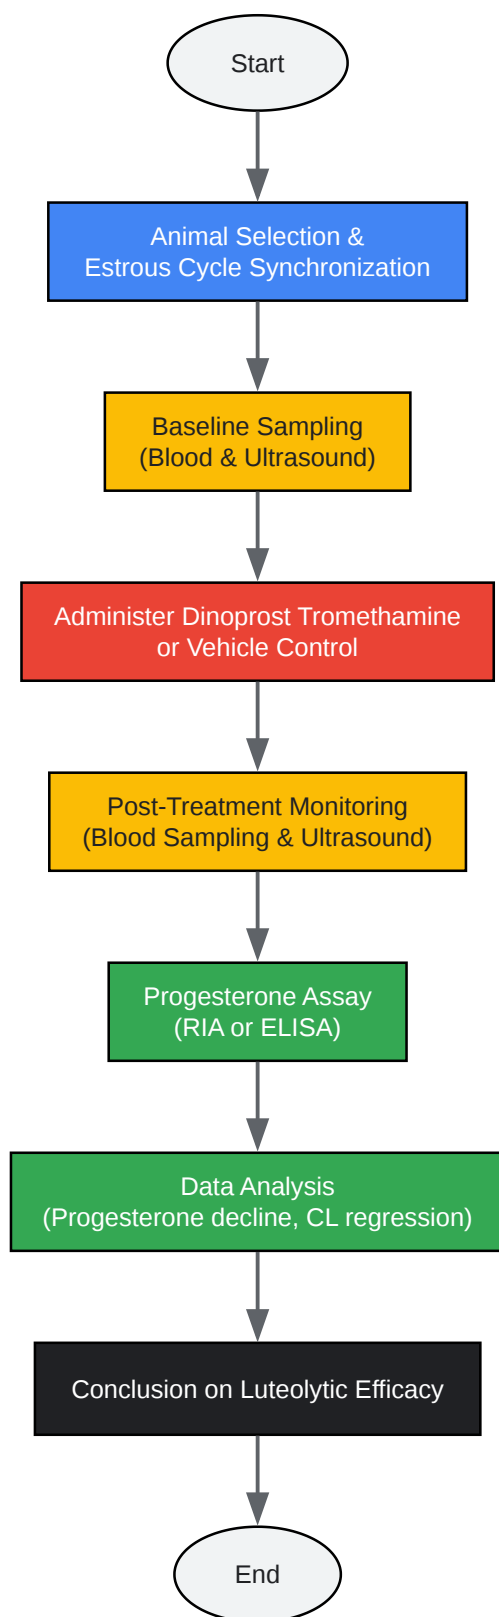 Start
Animal Selection &
Estrous Cycle Synchronization
Baseline Sampling
(Blood & Ultrasound)
Administer Dinoprost Tromethamine
or Vehicle Control
Post-Treatment Monitoring
(Blood Sampling & Ultrasound)
Progesterone Assay
(RIA or ELISA)
Data Analysis
(Progesterone decline, CL regression)
Conclusion on Luteolytic Efficacy
End